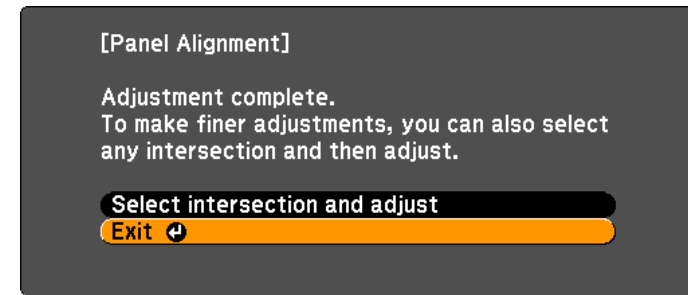 [Panel Alignment]
Adjustment complete.
To make finer adjustments, you can also select
any intersection and then adjust.
Select intersection and adjust
Exit